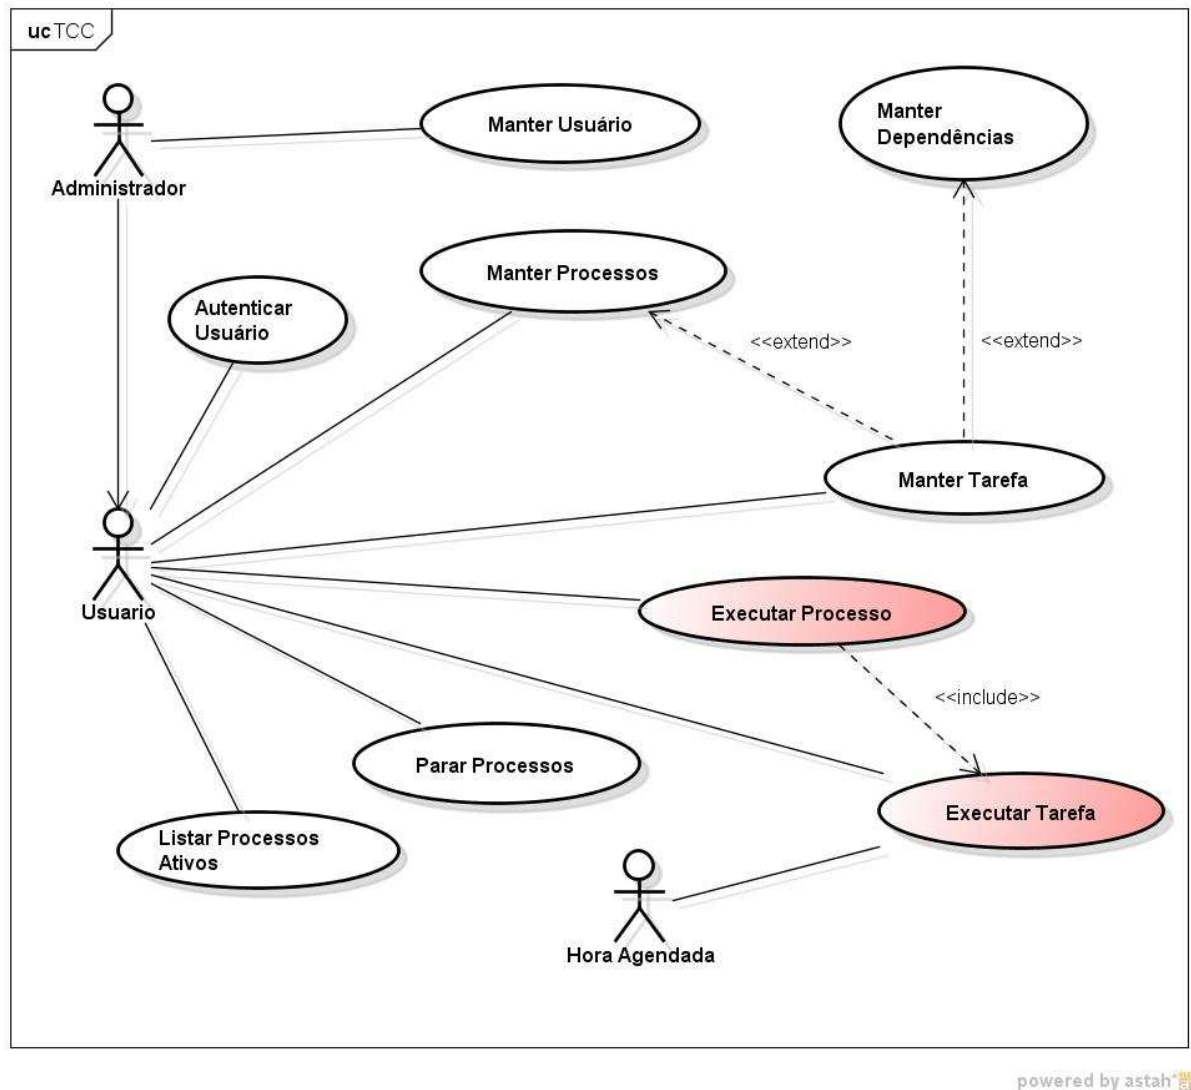 uc TCC
Manter Usuário
Manter
Dependências
Administrador
Manter Processos
Autenticar
Usuário
<<extend>>
<<extend>>
Manter Tarefa
Usuario
Executar Processo
<<include>>
Parar Processos
Executar Tarefa
Listar Processos
Ativos
Hora Agendada
powered by astah*